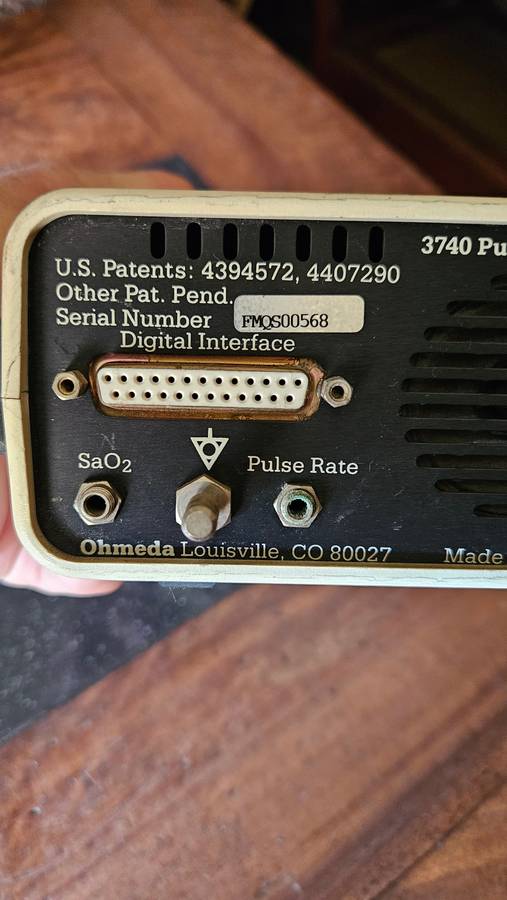 3740 Pu
U.S. Patents: 4394572, 4407290
Other Pat. Pend.
Serial Number FMQS00568
Digital Interface
SaO2
Pulse Rate
Ohmeda Louisville, CO 80027
Made